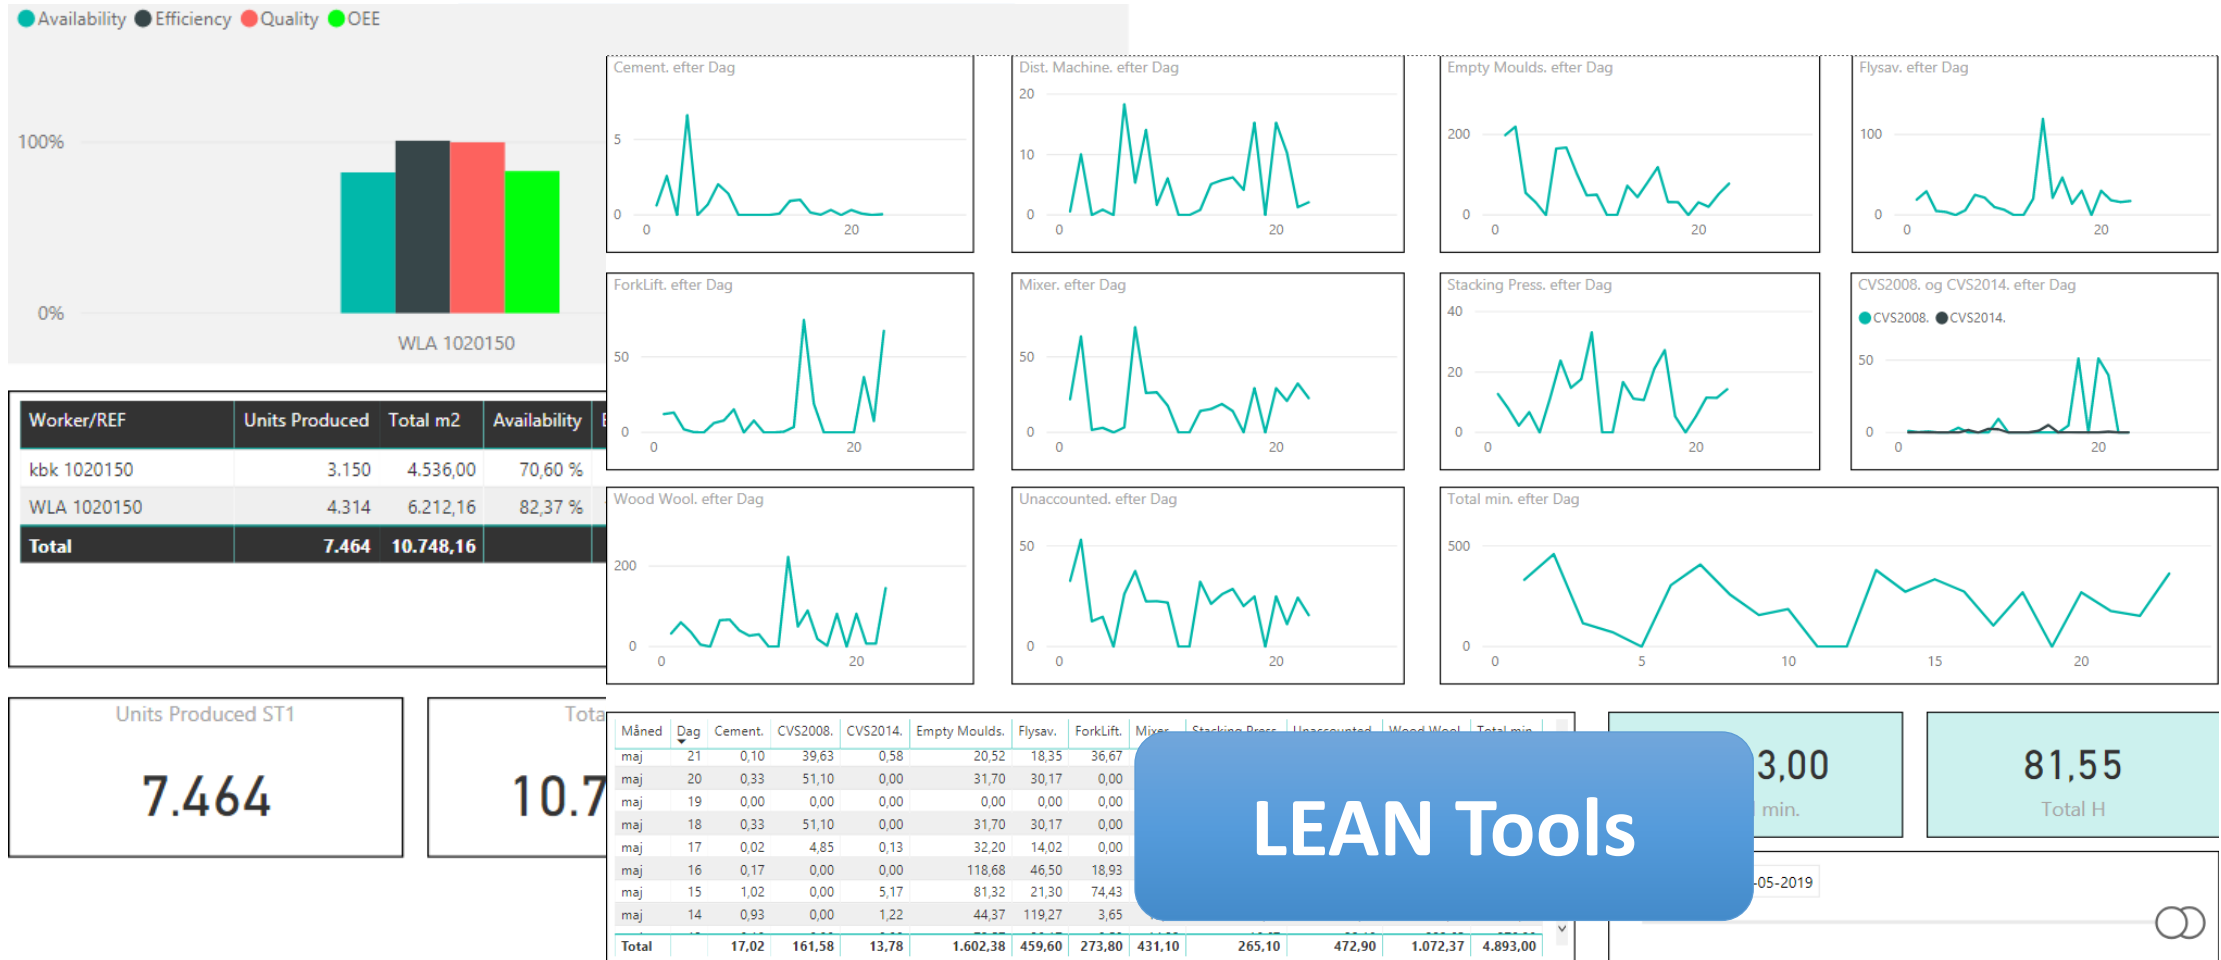 Availability Efficiency Quality OEE
100%
0%
WLA 1020150
Worker/REF Units Produced Total m2 Availability
kbk 1020150 3.150 4.536,00 70,60 %
WLA 1020150 4.314 6.212,16 82,37 %
Total 7.464 10.748,16
Units Produced ST1
7.464
10.7
Cement. efter Dag
5
0
0 20
Dist. Machine. efter Dag
20
10
0
0 20
Empty Moulds. efter Dag
200
0
0 20
Flysav. efter Dag
100
0
0 20
ForkLift. efter Dag
50
0
0 20
Mixer. efter Dag
50
0
0 20
Stacking Press. efter Dag
40
20
0
0 20
CVS2008. og CVS2014. efter Dag
CVS2008. CVS2014.
50
0
0 20
Wood Wool. efter Dag
200
0
0 20
Unaccounted. efter Dag
50
0
0 20
Total min. efter Dag
500
0
0 5 10 15 20
Måned Dag Cement. CVS2008. CVS2014. Empty Moulds. Flysav. ForkLift. Mixer. Stacking Press. Unaccounted. Wood Wool. Total min.
maj 21 0,10 39,63 0,58 20,52 18,35 36,67
maj 20 0,33 51,10 0,00 31,70 30,17 0,00
maj 19 0,00 0,00 0,00 0,00 0,00 0,00
maj 18 0,33 51,10 0,00 31,70 30,17 0,00
maj 17 0,02 4,85 0,13 32,20 14,02 0,00
maj 16 0,17 0,00 0,00 118,68 46,50 18,93
maj 15 1,02 0,00 5,17 81,32 21,30 74,43
maj 14 0,93 0,00 1,22 44,37 119,27 3,65
Total 17,02 161,58 13,78 1.602,38 459,60 273,80 431,10 265,10 472,90 1.072,37 4.893,00
LEAN Tools
3,00
min.
81,55
Total H
-05-2019